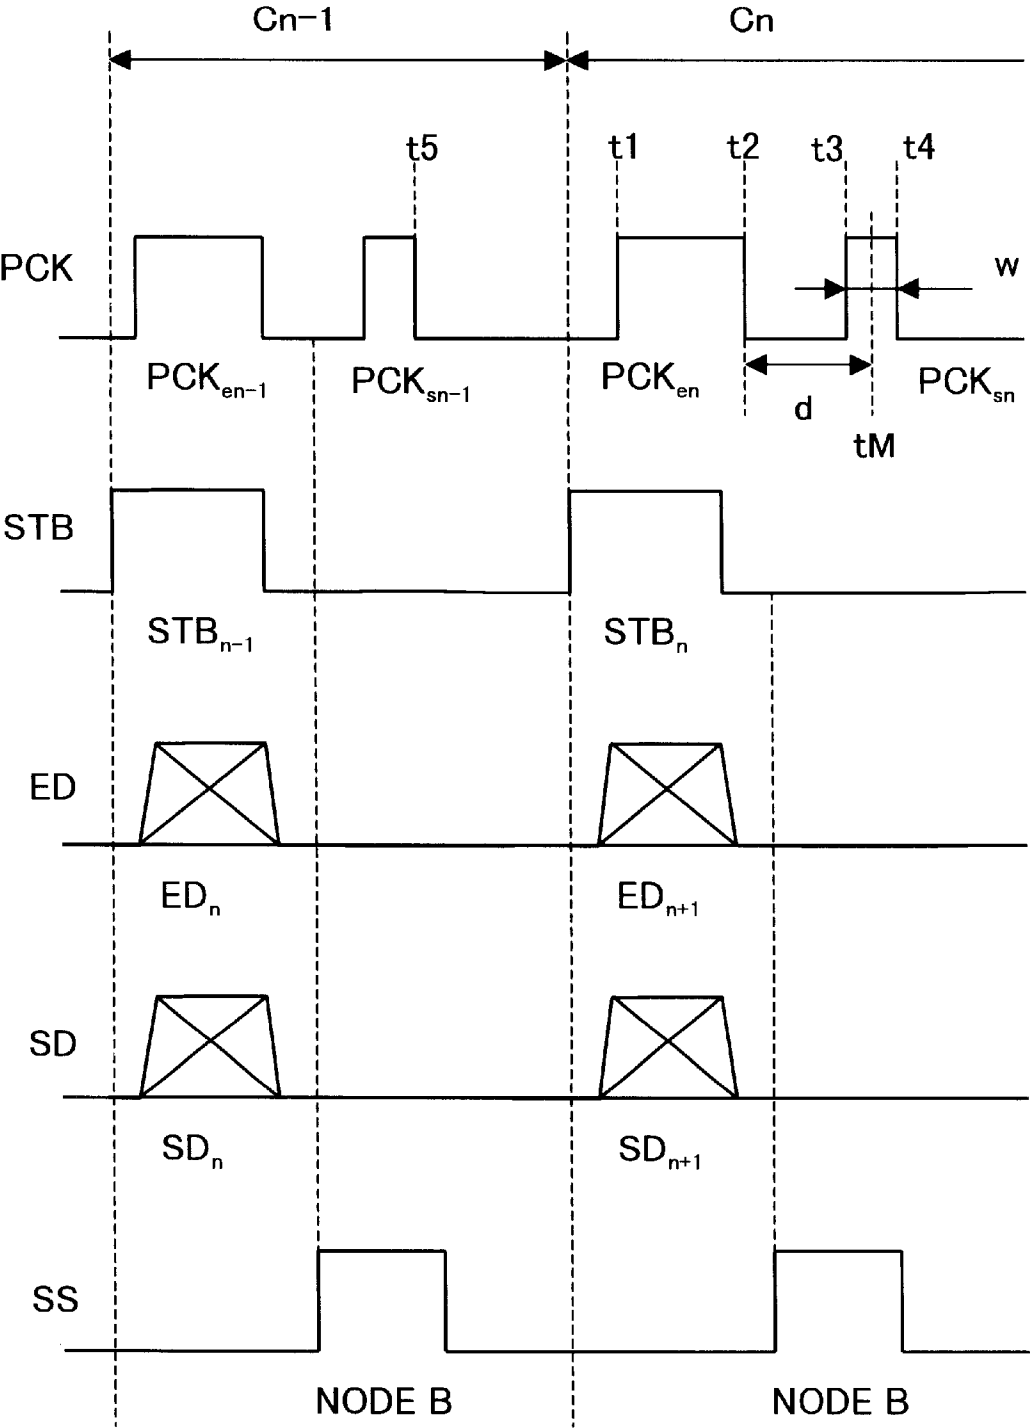 Cn-1 Cn
t5 t1 t2 t3 t4
PCK w
PCKen-1 PCKsn-1 PCKen d PCKsn
tM
STB
STBn-1 STBn
ED
EDn EDn+1
SD
SDn SDn+1
SS
NODE B NODE B